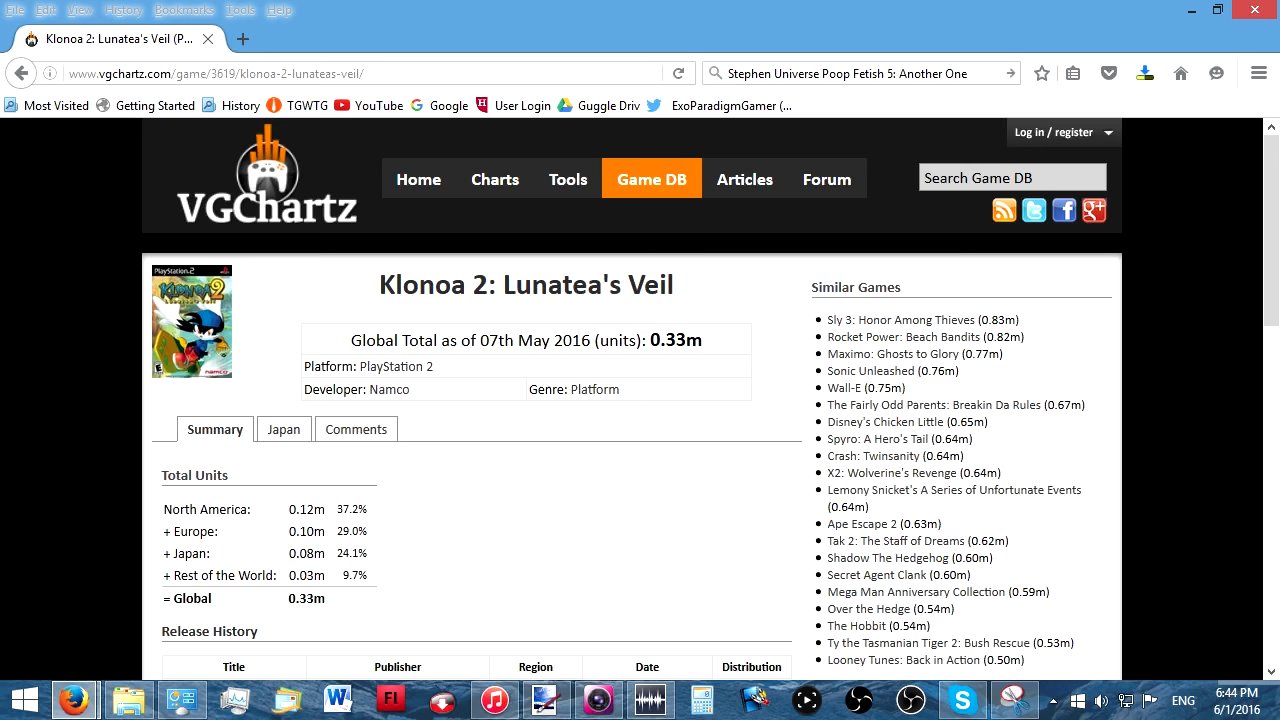 File Edit View History Bookmarks Tools Help
Klonoa 2: Lunatea's Veil (P...
www.vgchartz.com/game/3619/klonoa-2-lunateas-veil/
Stephen Universe Poop Fetish 5: Another One
Most Visited Getting Started History TGWTG YouTube Google User Login Guggle Driv ExoParadigmGamer (...
Log in / register
VGChartz
Home Charts Tools Game DB Articles Forum
Search Game DB
PlayStation 2
KLONOA 2
namco
Klonoa 2: Lunatea's Veil
Global Total as of 07th May 2016 (units): 0.33m
Platform: PlayStation 2
Developer: Namco Genre: Platform
Summary Japan Comments
Total Units
North America: 0.12m 37.2%
+ Europe: 0.10m 29.0%
+ Japan: 0.08m 24.1%
+ Rest of the World: 0.03m 9.7%
= Global 0.33m
Release History
Title Publisher Region Date Distribution
Similar Games
Sly 3: Honor Among Thieves (0.83m)
Rocket Power: Beach Bandits (0.82m)
Maximo: Ghosts to Glory (0.77m)
Sonic Unleashed (0.76m)
Wall-E (0.75m)
The Fairly Odd Parents: Breakin Da Rules (0.67m)
Disney's Chicken Little (0.65m)
Spyro: A Hero's Tail (0.64m)
Crash: Twinsanity (0.64m)
X2: Wolverine's Revenge (0.64m)
Lemony Snicket's A Series of Unfortunate Events
(0.64m)
Ape Escape 2 (0.63m)
Tak 2: The Staff of Dreams (0.62m)
Shadow The Hedgehog (0.60m)
Secret Agent Clank (0.60m)
Mega Man Anniversary Collection (0.59m)
Over the Hedge (0.54m)
The Hobbit (0.54m)
Ty the Tasmanian Tiger 2: Bush Rescue (0.53m)
Looney Tunes: Back in Action (0.50m)
ENG
6:44 PM
6/1/2016